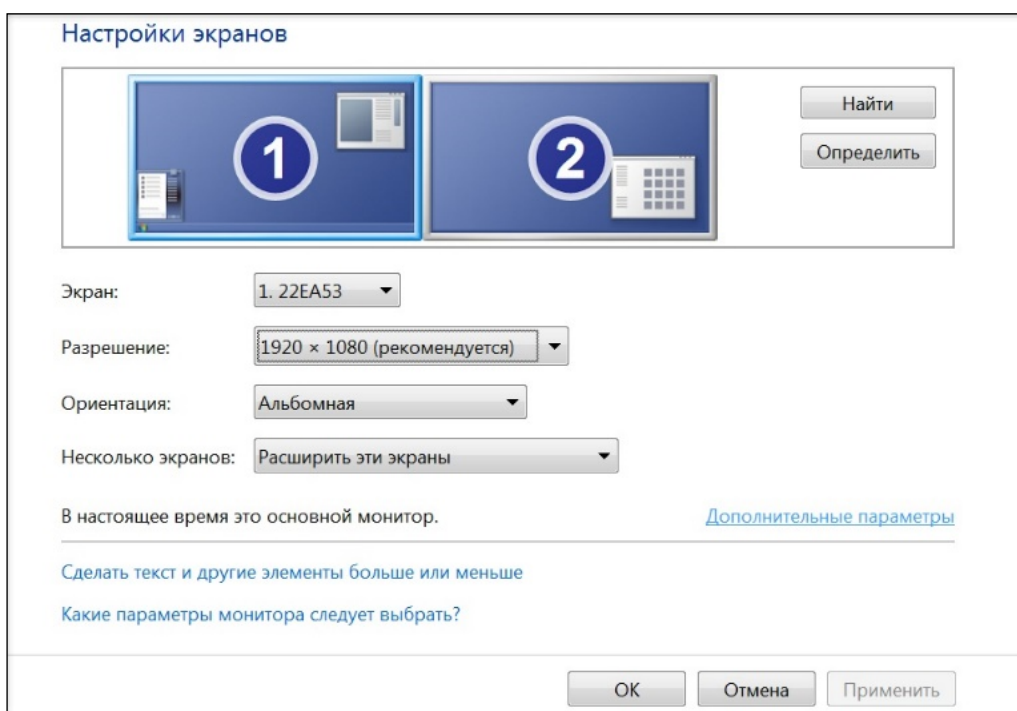 Настройки экранов
1
2
Найти
Определить
Экран:
1. 22EA53
Разрешение:
1920 × 1080 (рекомендуется)
Ориентация:
Альбомная
Несколько экранов:
Расширить эти экраны
В настоящее время это основной монитор.
Дополнительные параметры
Сделать текст и другие элементы больше или меньше
Какие параметры монитора следует выбрать?
ОК
Отмена
Применить